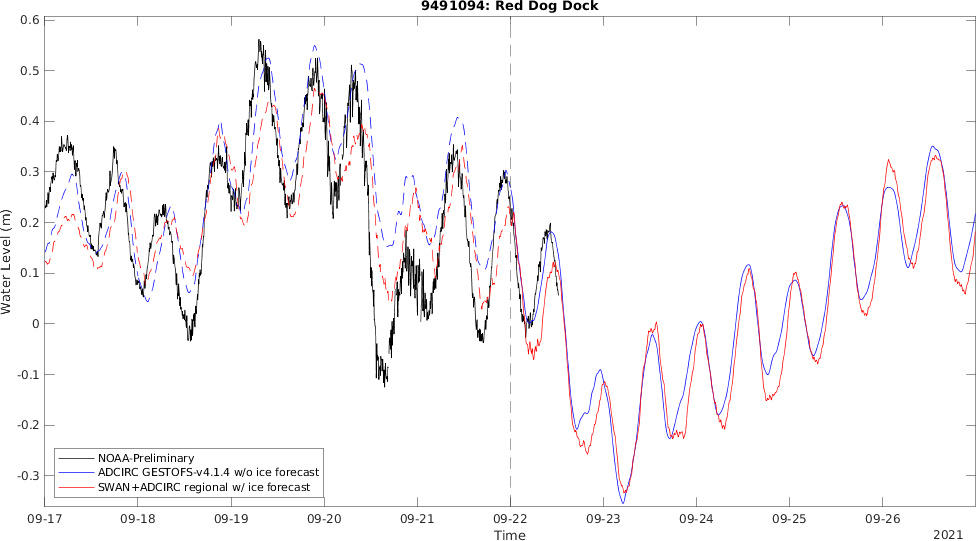 9491094: Red Dog Dock
0.6
0.5
0.4
0.3
0.2
0.1
0
-0.1
-0.2
-0.3
Water Level (m)
NOAA-Preliminary
ADCIRC GESTOFS-v4.1.4 w/o ice forecast
SWAN+ADCIRC regional w/ ice forecast
09-17 09-18 09-19 09-20 09-21 09-22 09-23 09-24 09-25 09-26
Time
2021